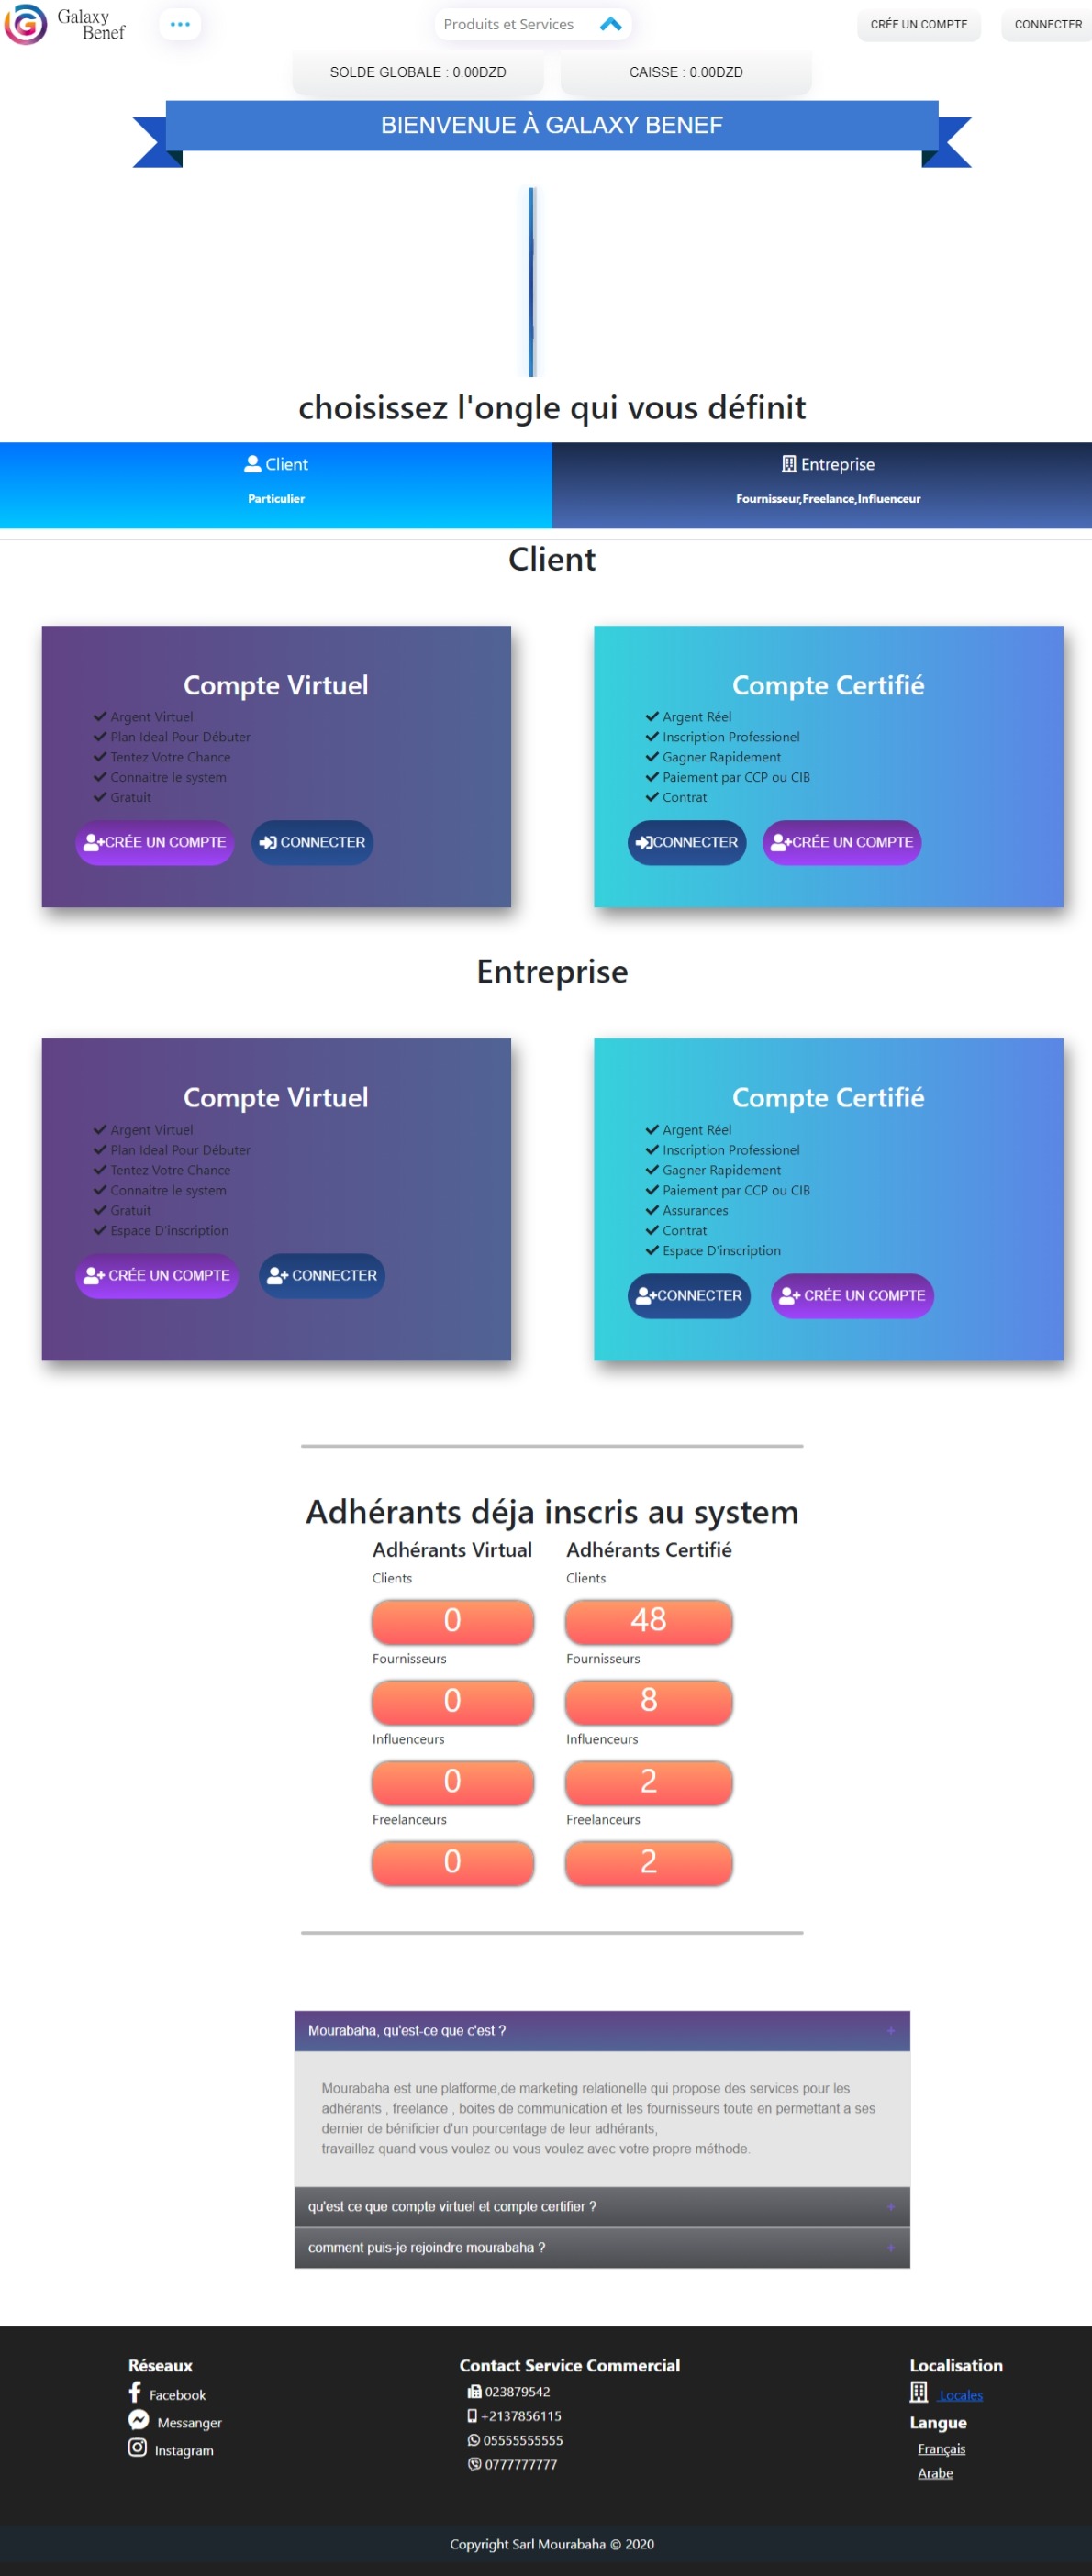 Galaxy
Benef
Produits et Services
CRÉE UN COMPTE
CONNECTER
SOLDE GLOBALE : 0.00DZD
CAISSE : 0.00DZD
BIENVENUE À GALAXY BENEF
choisissez l'ongle qui vous définit
Client
Particulier
Entreprise
Fournisseur,Freelance,Influenceur
Client
Compte Virtuel
Argent Virtuel
Plan Ideal Pour Débuter
Tentez Votre Chance
Connaitre le system
Gratuit
CRÉE UN COMPTE
CONNECTER
Compte Certifié
Argent Réel
Inscription Professionel
Gagner Rapidement
Paiement par CCP ou CIB
Contrat
CONNECTER
CRÉE UN COMPTE
Entreprise
Compte Virtuel
Argent Virtuel
Plan Ideal Pour Débuter
Tentez Votre Chance
Connaitre le system
Gratuit
Espace D'inscription
CRÉE UN COMPTE
CONNECTER
Compte Certifié
Argent Réel
Inscription Professionel
Gagner Rapidement
Paiement par CCP ou CIB
Assurances
Contrat
Espace D'inscription
CONNECTER
CRÉE UN COMPTE
Adhérants déja inscris au system
Adhérants Virtual
Adhérants Certifié
Clients
Clients
0
48
Fournisseurs
Fournisseurs
0
8
Influenceurs
Influenceurs
0
2
Freelanceurs
Freelanceurs
0
2
Mourabaha, qu'est-ce que c'est ?
Mourabaha est une platforme,de marketing relationelle qui propose des services pour les
adhérants , freelance , boites de communication et les fournisseurs toute en permettant a ses
dernier de bénificier d'un pourcentage de leur adhérants,
travaillez quand vous voulez ou vous voulez avec votre propre méthode.
qu'est ce que compte virtuel et compte certifier ?
comment puis-je rejoindre mourabaha ?
Réseaux
Facebook
Messanger
Instagram
Contact Service Commercial
023879542
+2137856115
05555555555
0777777777
Localisation
Locales
Langue
Français
Arabe
Copyright Sarl Mourabaha © 2020